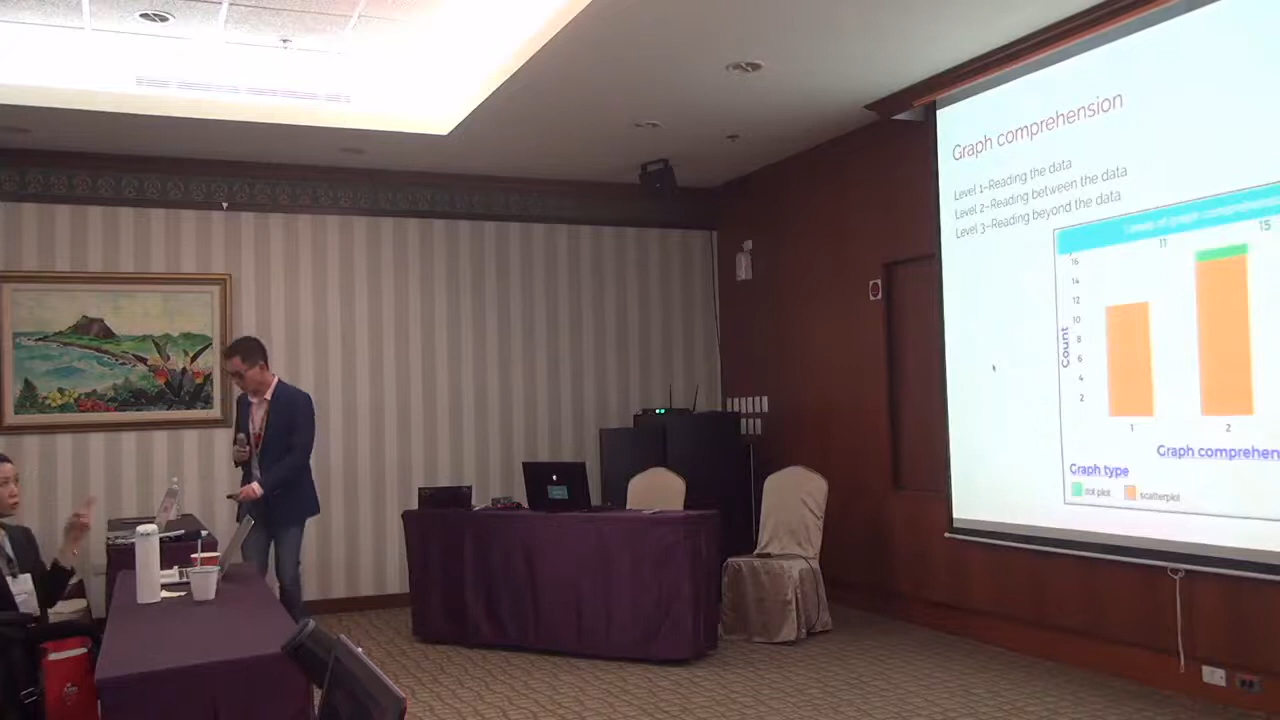 Graph comprehension
Level 1–Reading the data
Level 2–Reading between the data
Level 3–Reading beyond the data
11
15
16
14
12
10
8
6
4
2
Count
1
2
Graph comprehen
Graph type
dot plot
scatterplot